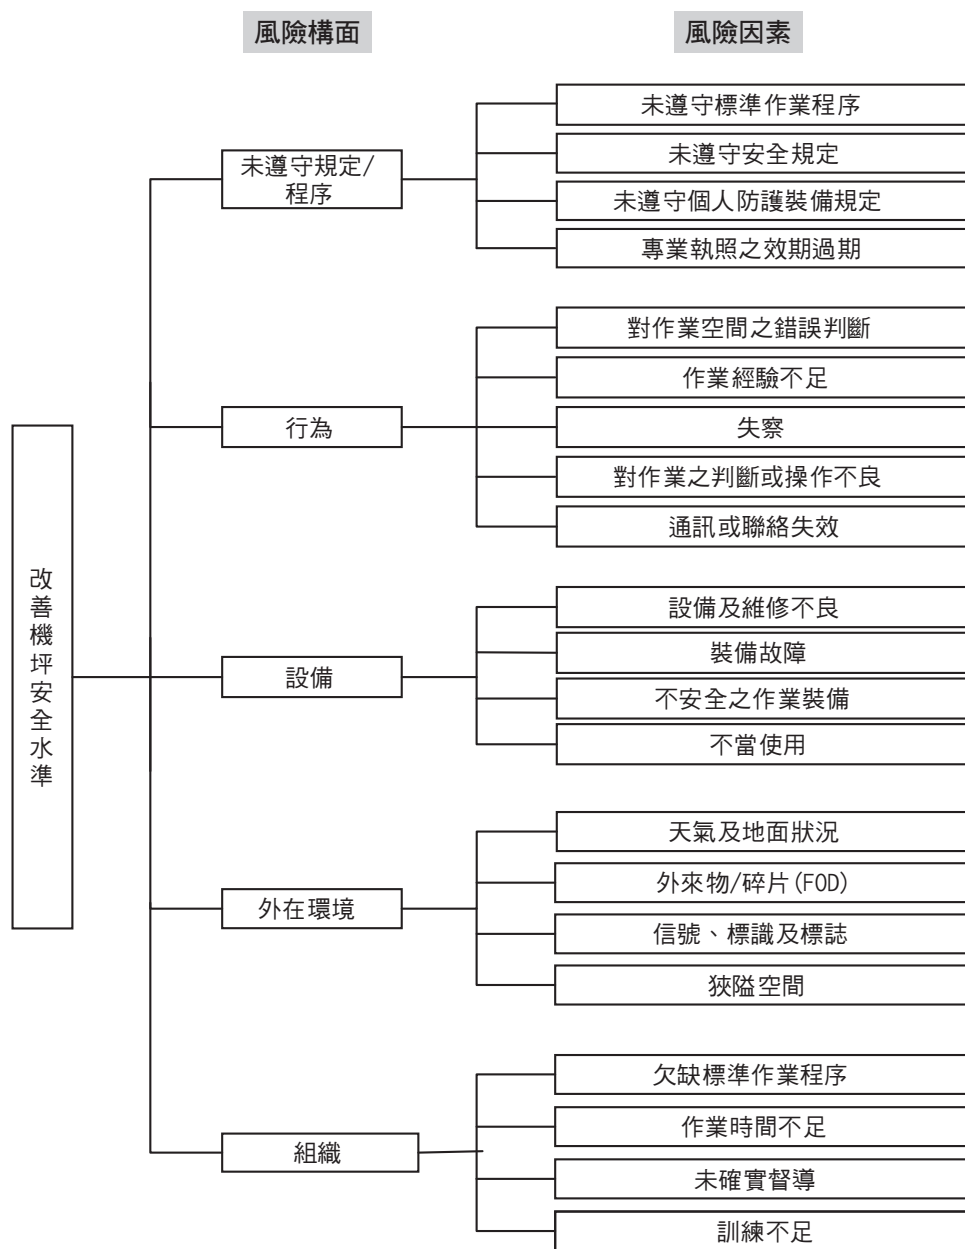 風險構面
風險因素
改善機坪安全水準
未遵守規定/
程序
未遵守標準作業程序
未遵守安全規定
未遵守個人防護裝備規定
專業執照之效期過期
行為
對作業空間之錯誤判斷
作業經驗不足
失察
對作業之判斷或操作不良
通訊或聯絡失效
設備
設備及維修不良
裝備故障
不安全之作業裝備
不當使用
外在環境
天氣及地面狀況
外來物/碎片(FOD)
信號、標識及標誌
狹隘空間
組織
欠缺標準作業程序
作業時間不足
未確實督導
訓練不足